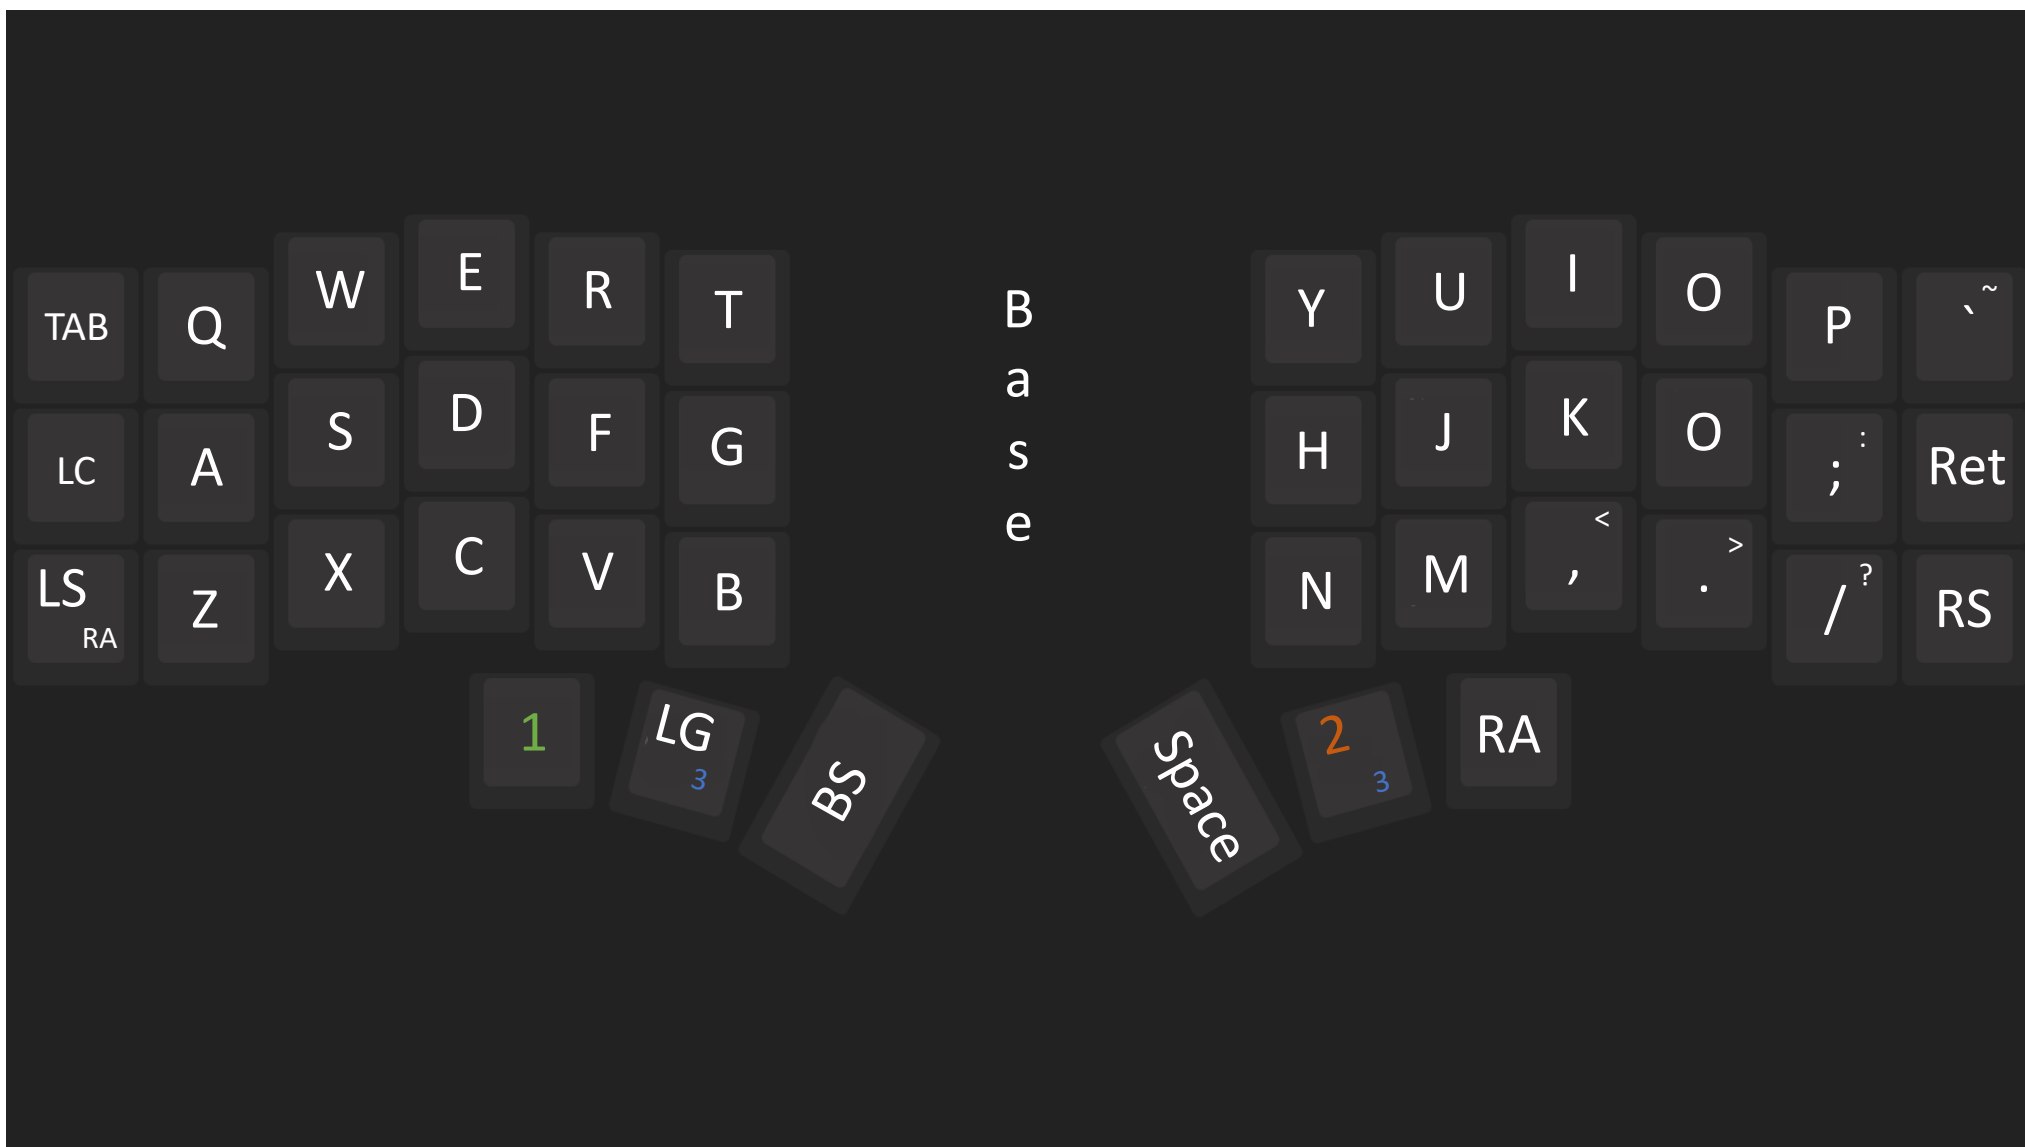 TAB Q W E R T
LC A S D F G
LS RA Z X C V B
1 LG 3 BS
B
a
s
e
Y U I O P ` ~
H J K O ; : Ret
N M , < . > / ? RS
Space 2 3 RA